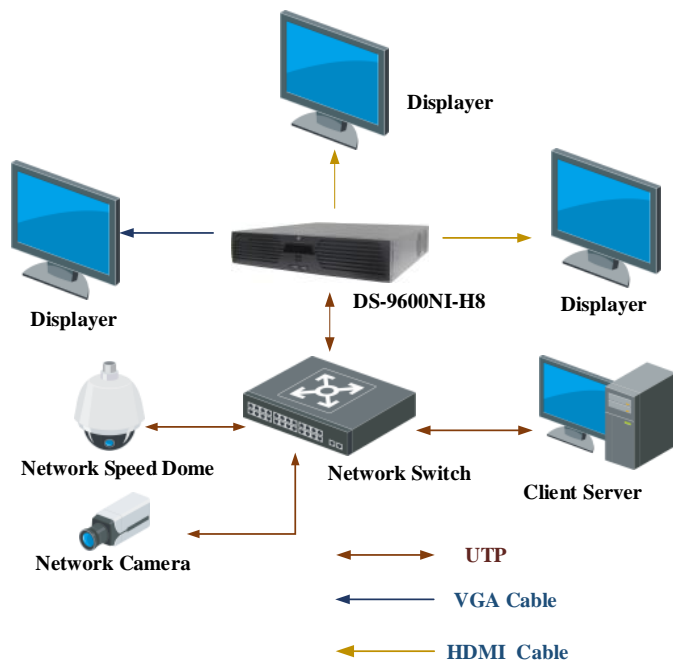 Displayer
Displayer
DS-9600NI-H8
Displayer
Network Speed Dome
Network Switch
Client Server
Network Camera
UTP
VGA Cable
HDMI Cable